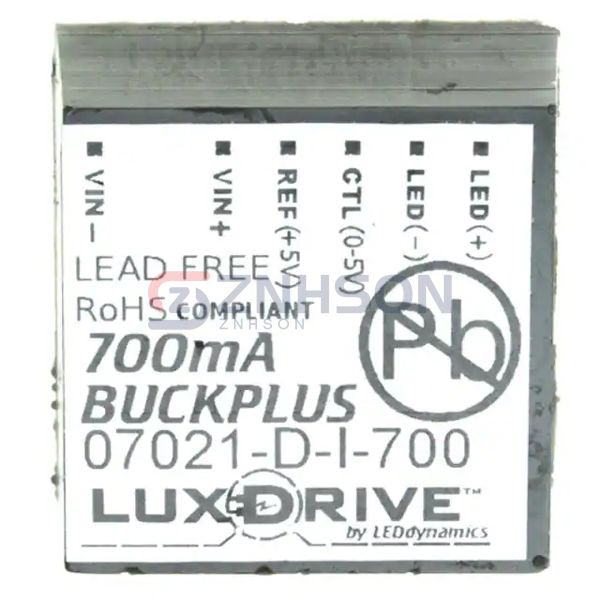 VIN-
VIN+
REF(+5V)
CTL(0-5V)
LED(-)
LED(+)
LEAD FREE
RoHS COMPLIANT
Pb
ZNHSON
ZNHSON
700mA
BUCKPLUS
07021-D-I-700
LUXDRIVE™
by LEDdynamics